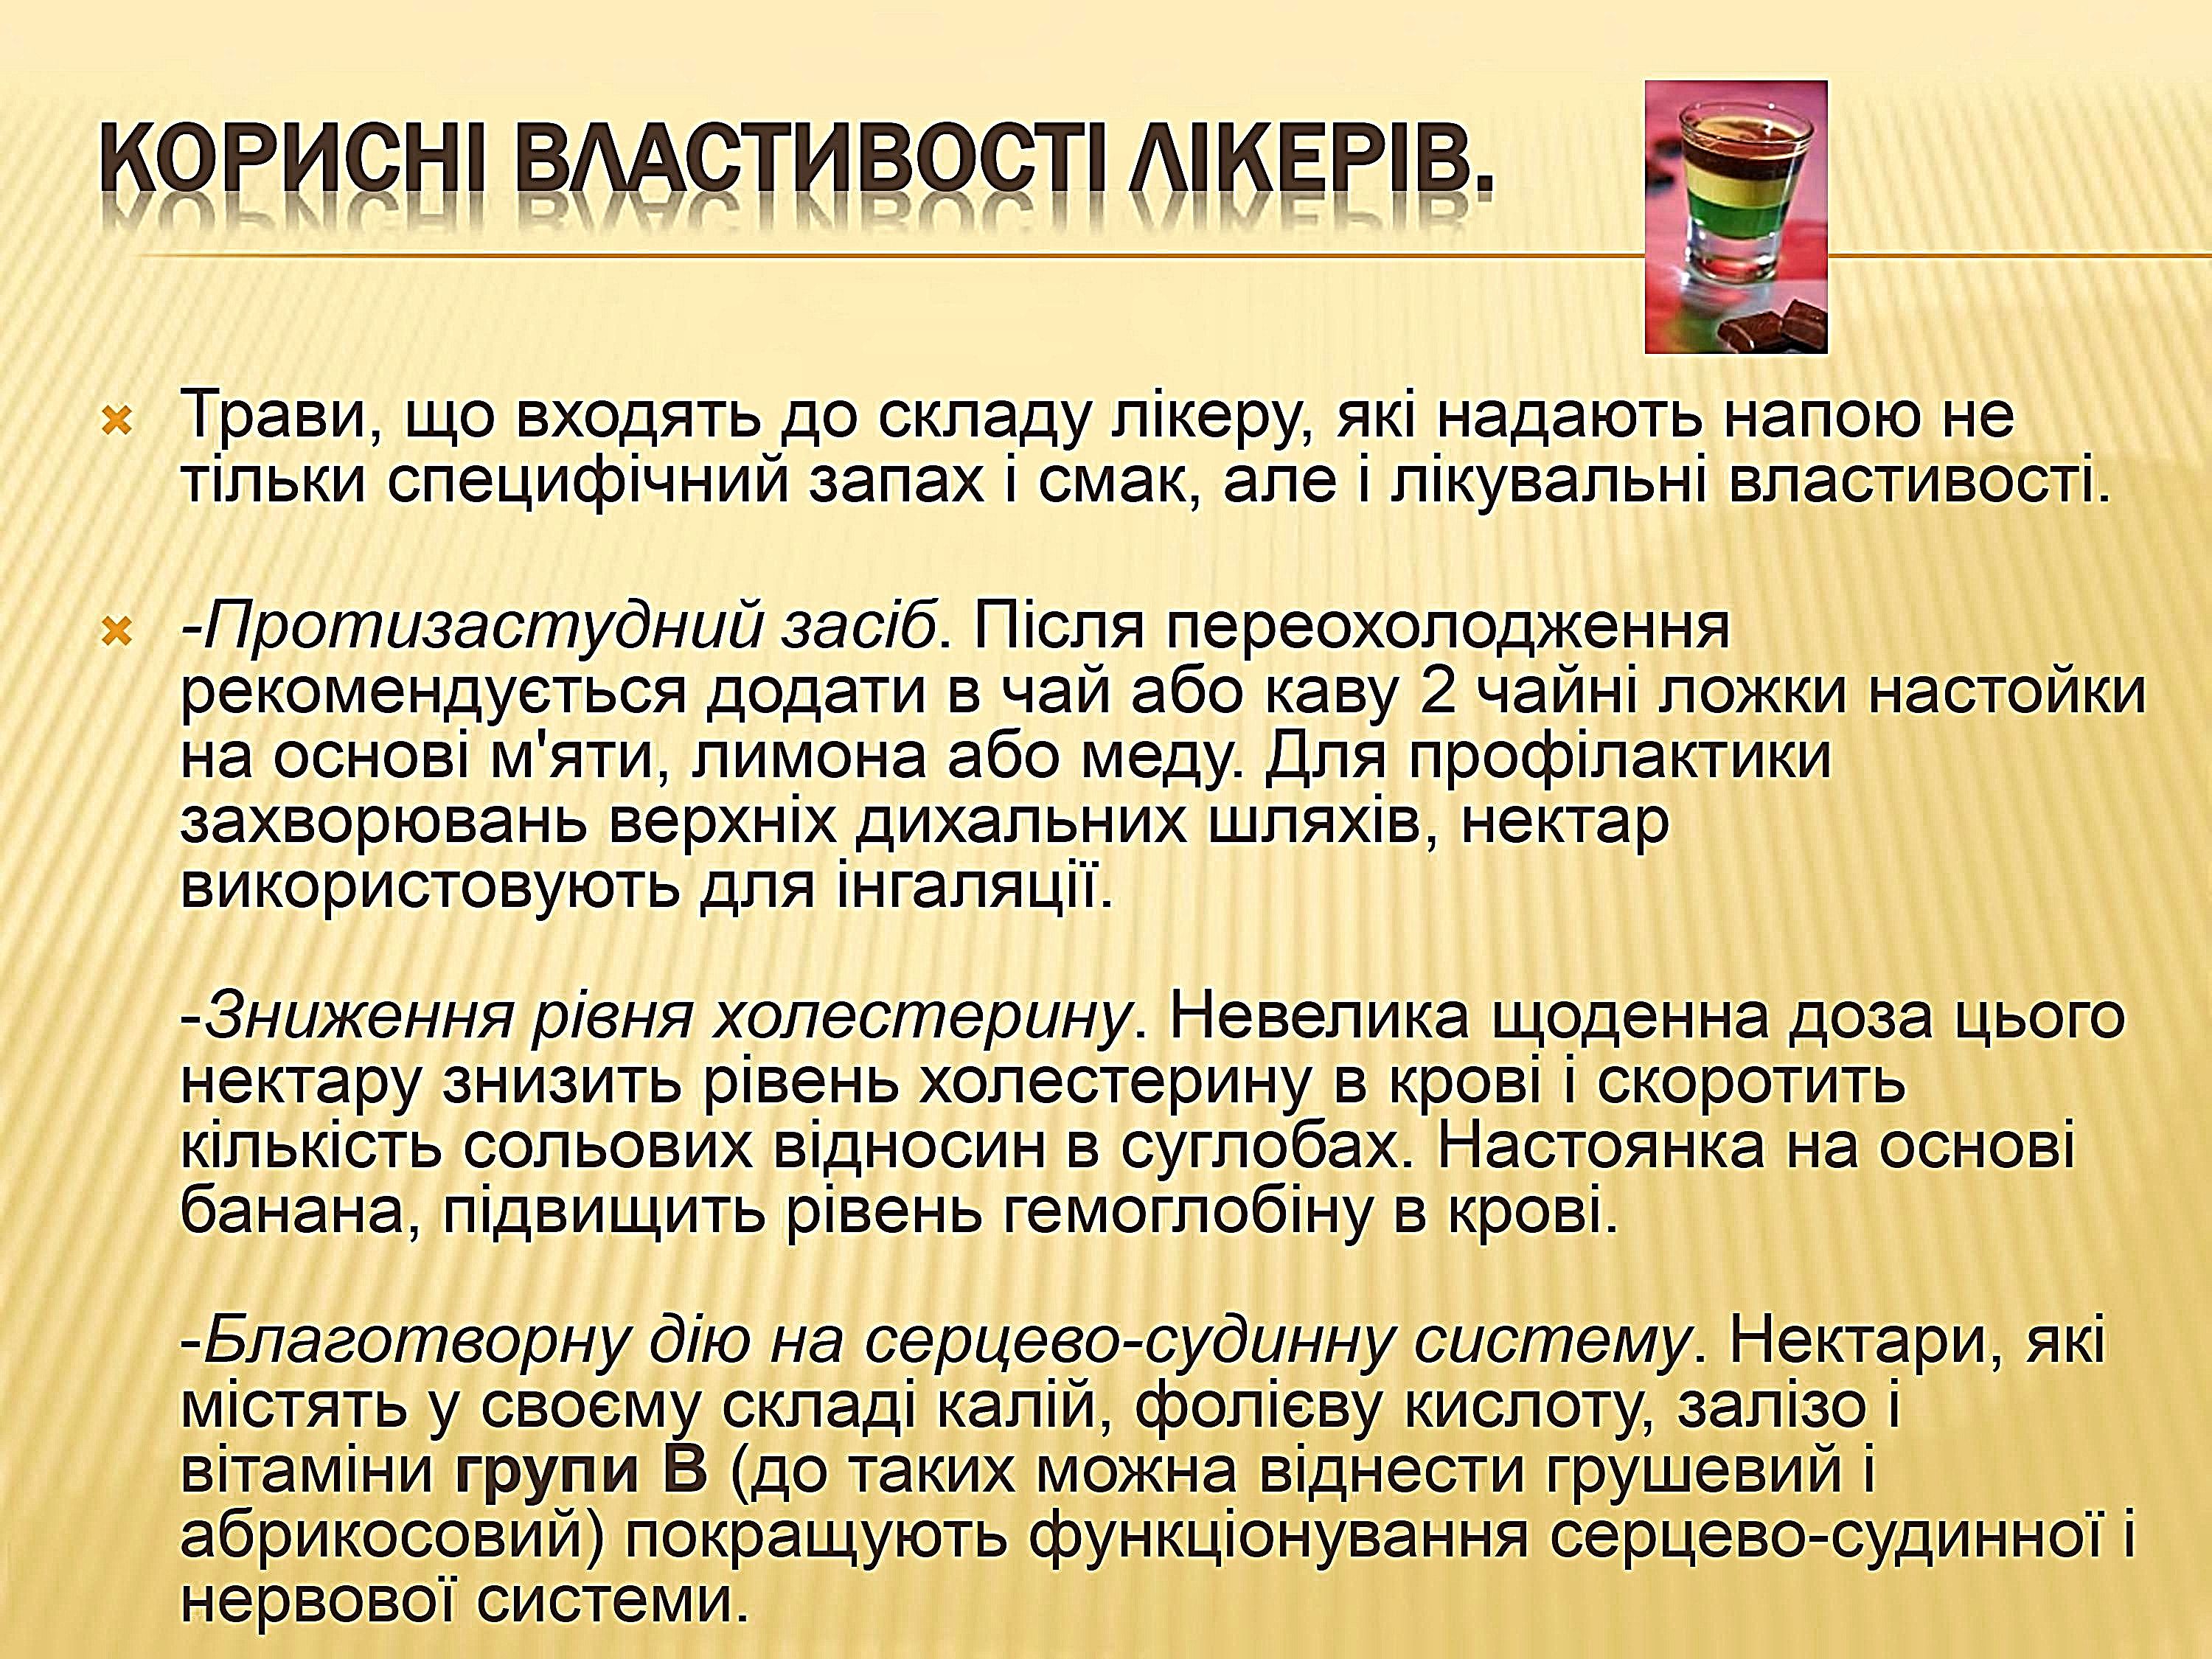 КОРИСНІ ВЛАСТИВОСТІ ЛІКЕРІВ.
Трави, що входять до складу лікеру, які надають напою не
тільки специфічний запах і смак, але і лікувальні властивості.
-Протизастудний засіб. Після переохолодження
рекомендується додати в чай або каву 2 чайні ложки настойки
на основі м'яти, лимона або меду. Для профілактики
захворювань верхніх дихальних шляхів, нектар
використовують для інгаляції.
-Зниження рівня холестерину. Невелика щоденна доза цього
нектару знизить рівень холестерину в крові і скоротить
кількість сольових відносин в суглобах. Настоянка на основі
банана, підвищить рівень гемоглобіну в крові.
-Благотворну дію на серцево-судинну систему. Нектари, які
містять у своєму складі калій, фолієву кислоту, залізо і
вітаміни групи В (до таких можна віднести грушевий і
абрикосовий) покращують функціонування серцево-судинної і
нервової системи.